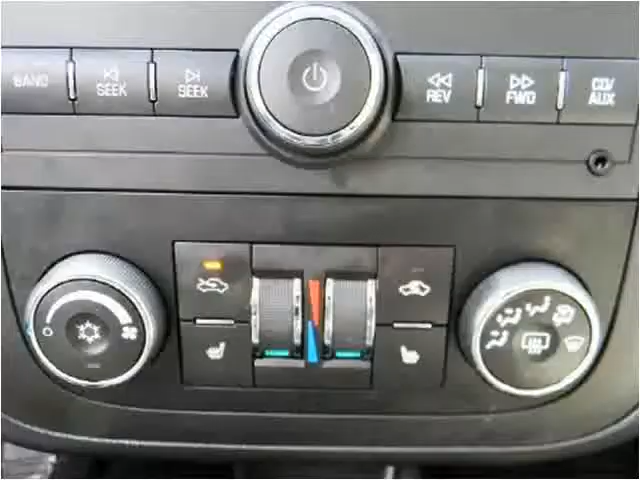 BAND
SEEK
SEEK
REV
FWD
CD/
AUX